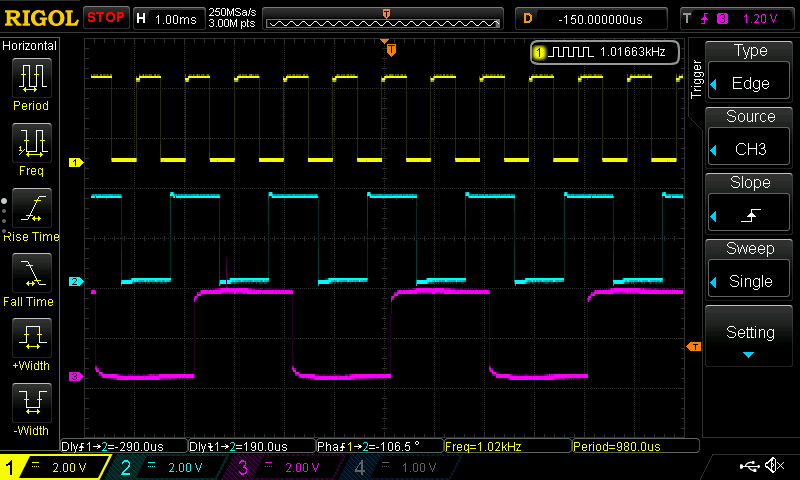 RIGOL STOP H 1.00ms 250MSa/s 3.00M pts T D -150.000000us T 3 1.20 V
Horizontal
Period
Freq
Rise Time
Fall Time
+Width
-Width
T
1 1.01663kHz
1
2
3
T
Trigger
Type
Edge
Source
CH3
Slope
Sweep
Single
Setting
Dly1→2=-290.0us Dly1→2=190.0us Pha1→2=-106.5° Freq=1.02kHz Period=980.0us
1 2.00 V 2 2.00 V 3 2.00 V 4 1.00 V